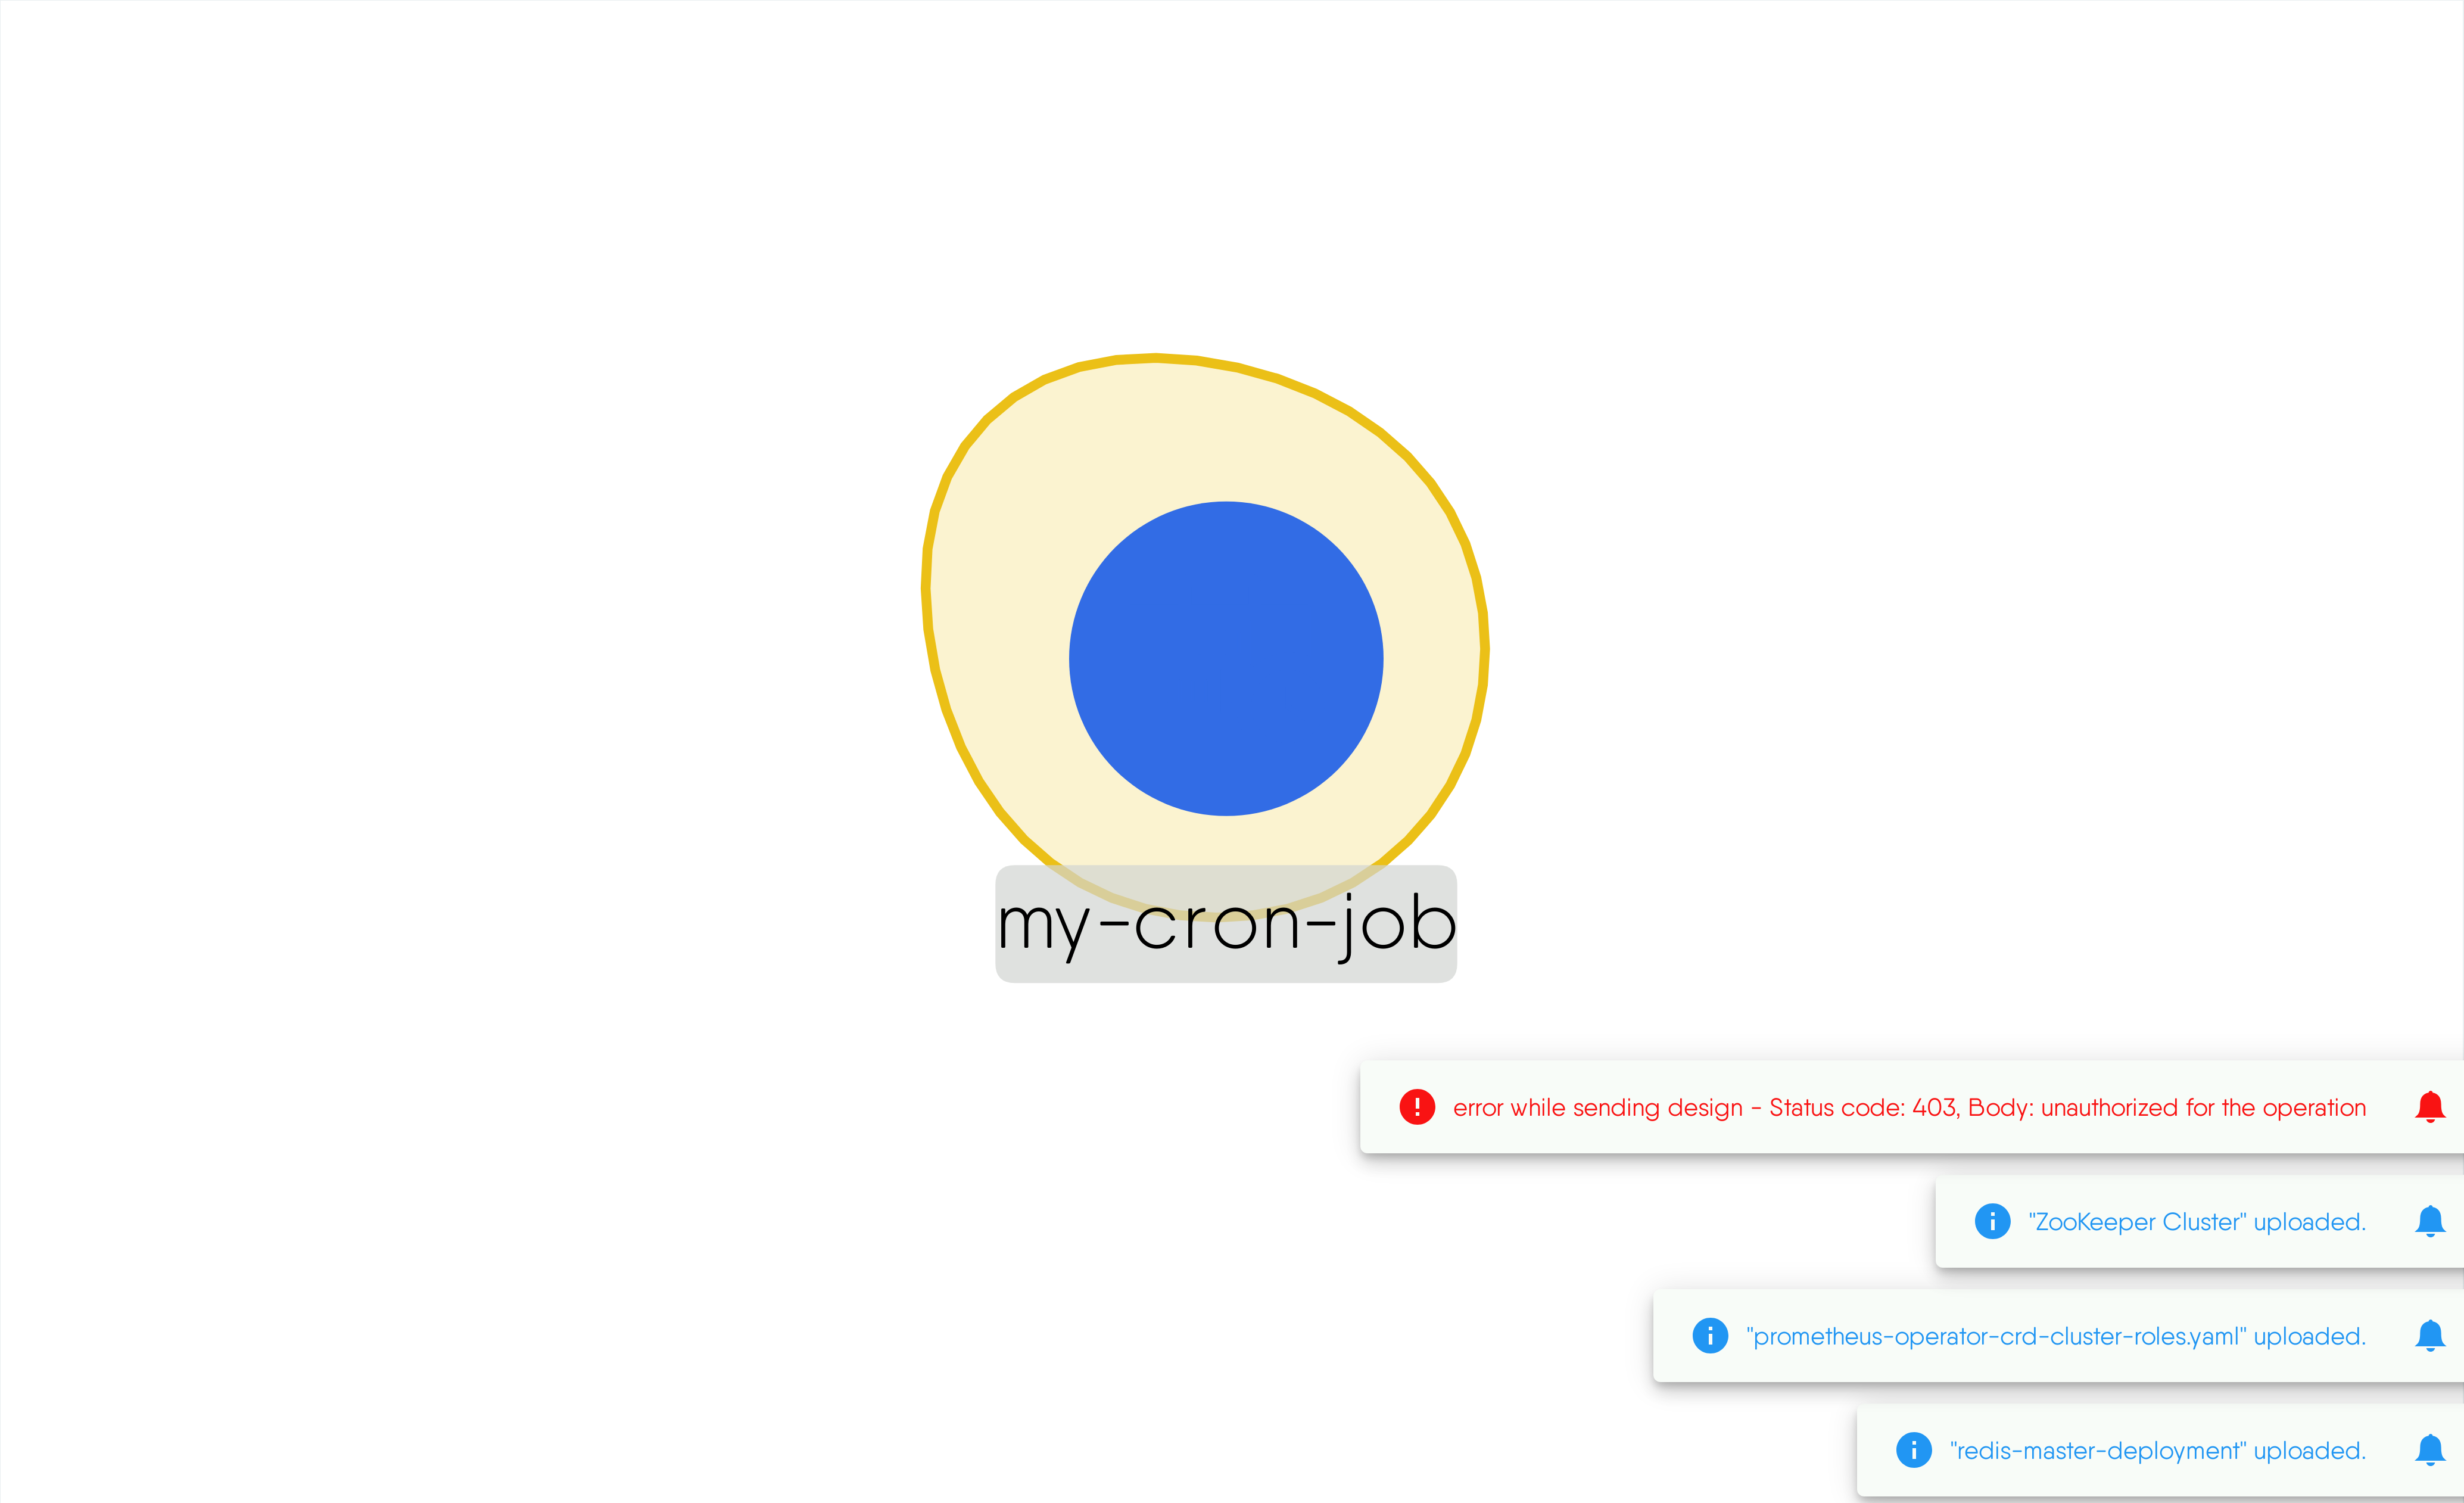 my-cron-job
error while sending design - Status code: 403, Body: unauthorized for the operation
"ZooKeeper Cluster" uploaded.
"prometheus-operator-crd-cluster-roles.yaml" uploaded.
"redis-master-deployment" uploaded.